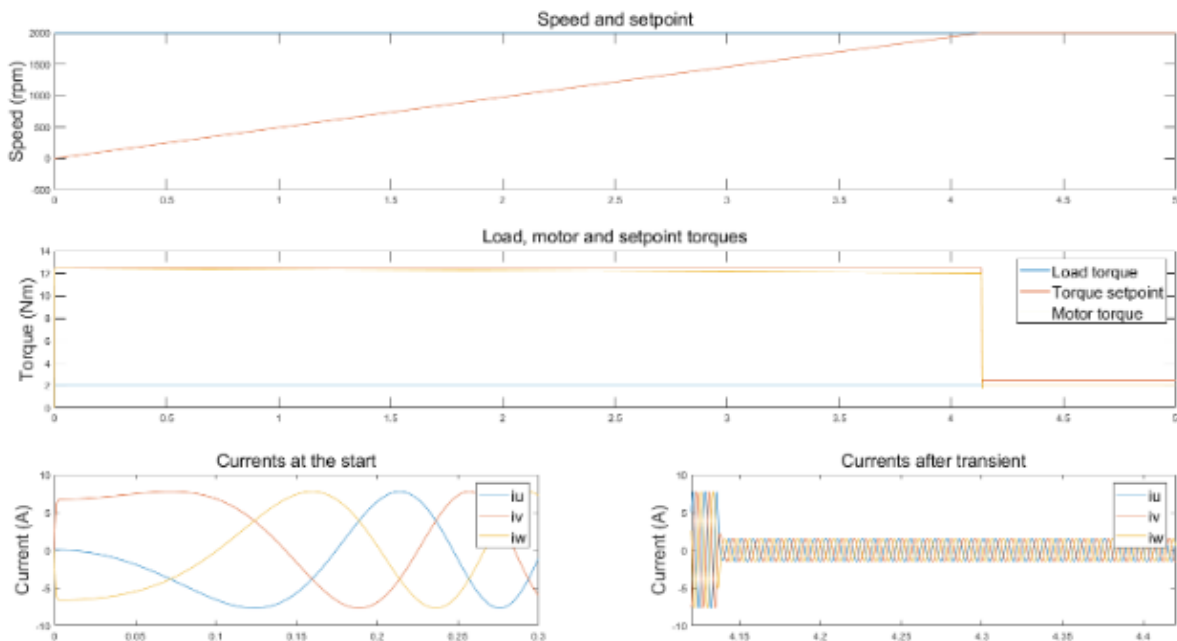 Speed and setpoint
Speed (rpm)
2000
1500
1000
500
0
-500
0 0.5 1 1.5 2 2.5 3 3.5 4 4.5 5
Load, motor and setpoint torques
Torque (Nm)
14
12
10
8
6
4
2
0
Load torque
Torque setpoint
Motor torque
0 0.5 1 1.5 2 2.5 3 3.5 4 4.5 5
Currents at the start
Current (A)
10
5
0
-5
-10
iu
iv
iw
0 0.05 0.1 0.15 0.2 0.25 0.3
Currents after transient
Current (A)
10
5
0
-5
-10
iu
iv
iw
4.15 4.2 4.25 4.3 4.35 4.4